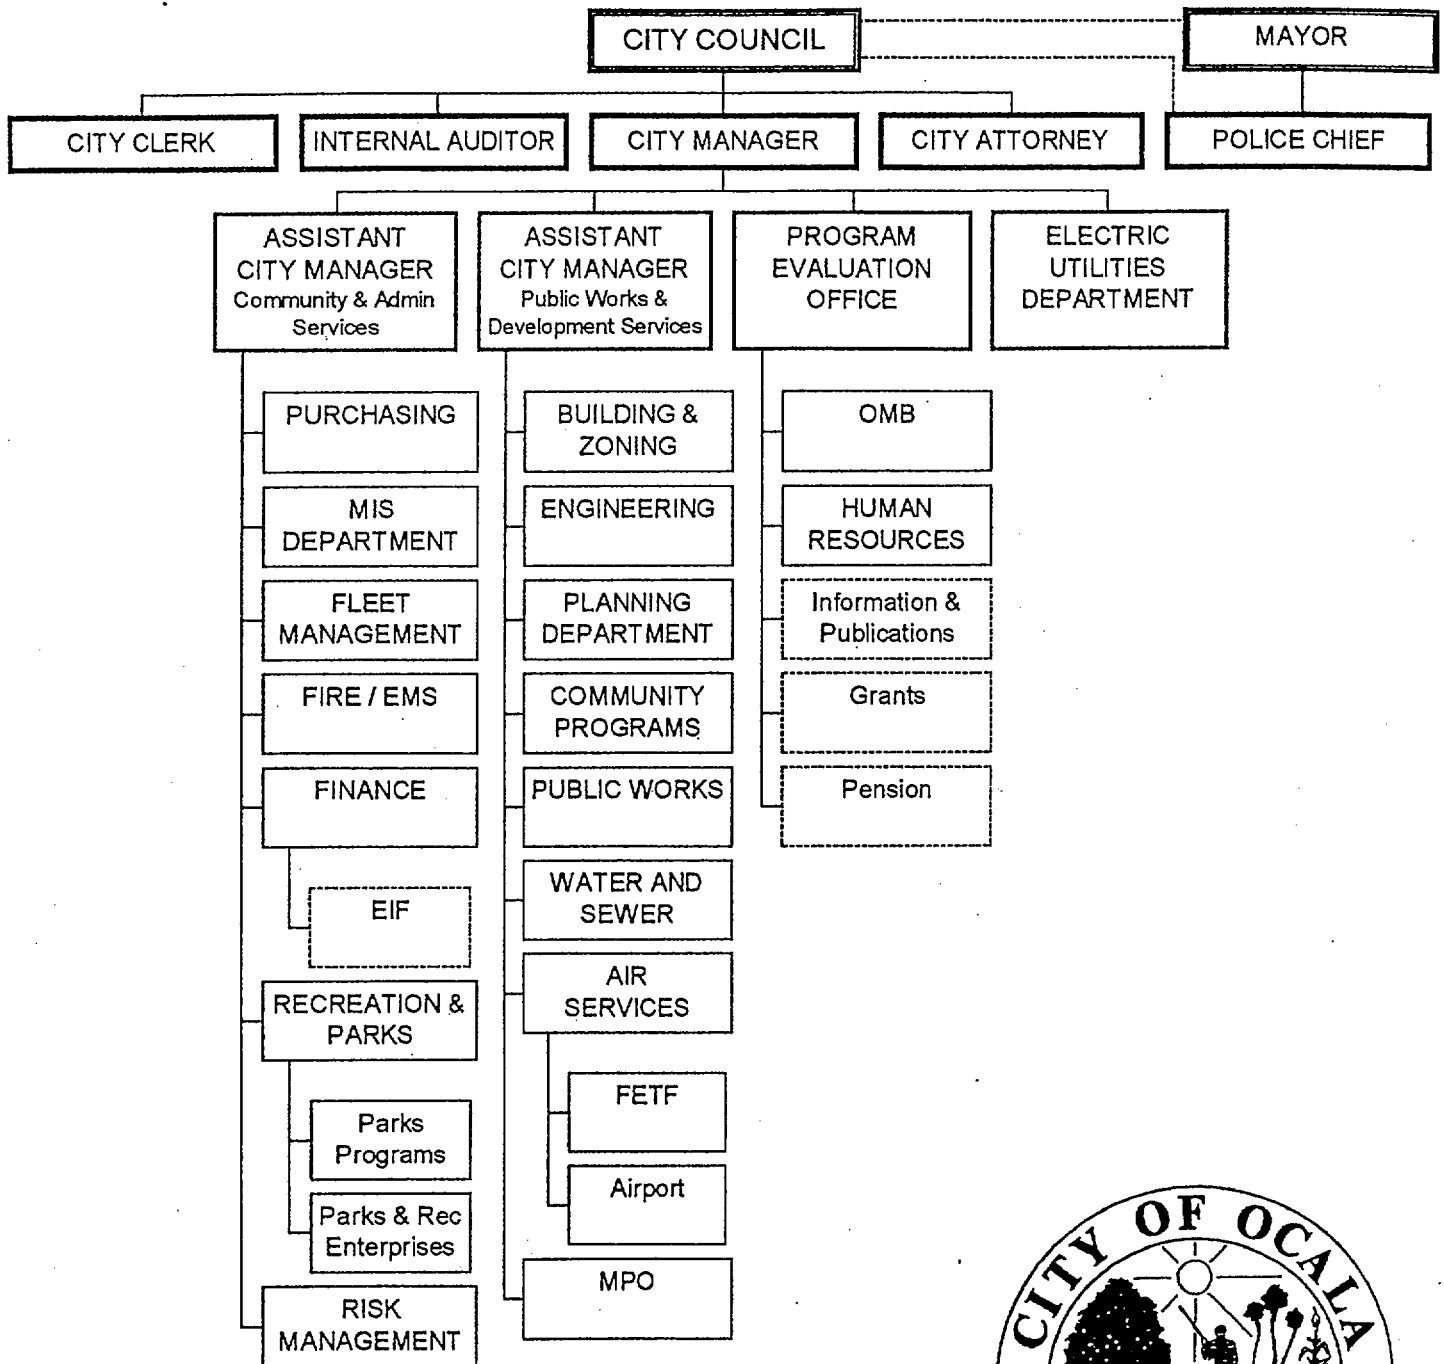 CITY COUNCIL
MAYOR
CITY CLERK
INTERNAL AUDITOR
CITY MANAGER
CITY ATTORNEY
POLICE CHIEF
ASSISTANT
CITY MANAGER
Community & Admin
Services
ASSISTANT
CITY MANAGER
Public Works &
Development Services
PROGRAM
EVALUATION
OFFICE
ELECTRIC
UTILITIES
DEPARTMENT
PURCHASING
MIS
DEPARTMENT
FLEET
MANAGEMENT
FIRE / EMS
FINANCE
EIF
RECREATION &
PARKS
Parks
Programs
Parks & Rec
Enterprises
RISK
MANAGEMENT
BUILDING &
ZONING
ENGINEERING
PLANNING
DEPARTMENT
COMMUNITY
PROGRAMS
PUBLIC WORKS
WATER AND
SEWER
AIR
SERVICES
FETF
Airport
MPO
OMB
HUMAN
RESOURCES
Information &
Publications
Grants
Pension
CITY OF OCALA